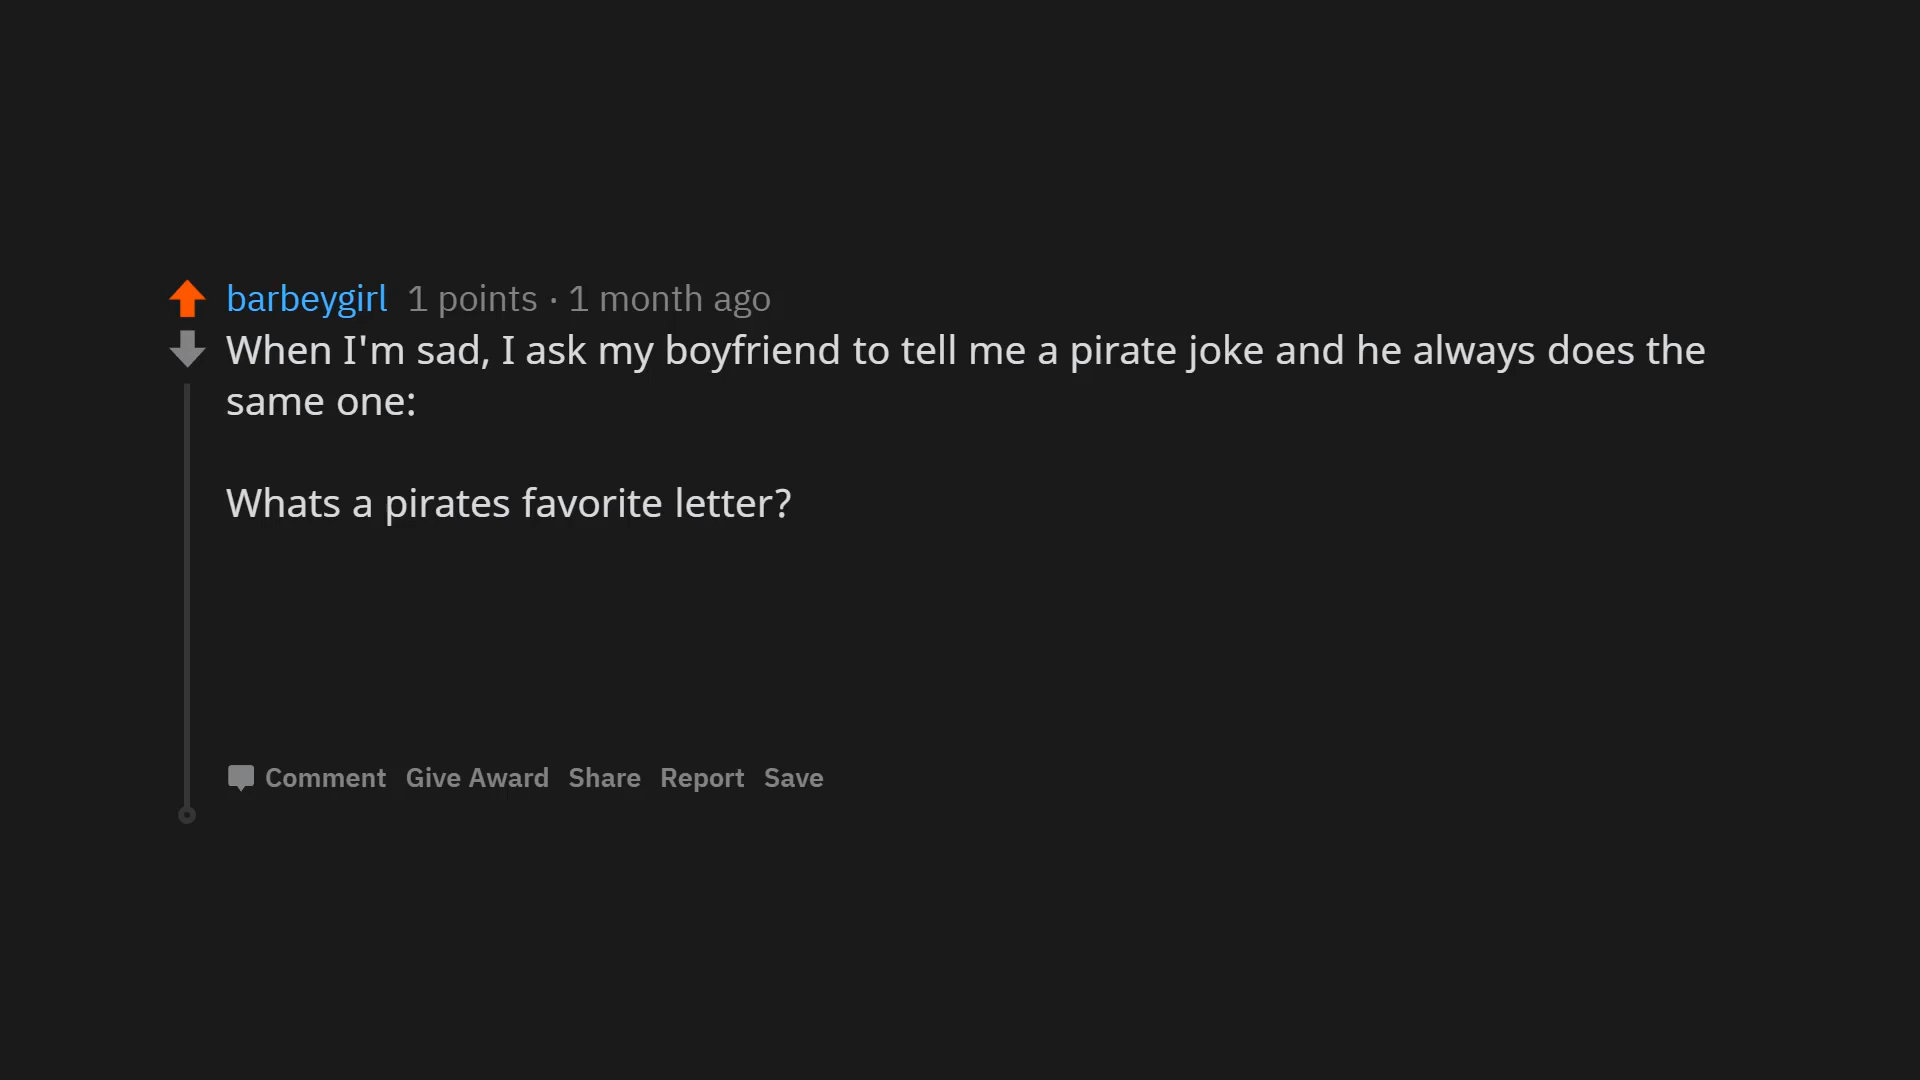 barbeygirl 1 points · 1 month ago
When I'm sad, I ask my boyfriend to tell me a pirate joke and he always does the
same one:
Whats a pirates favorite letter?
Comment Give Award Share Report Save